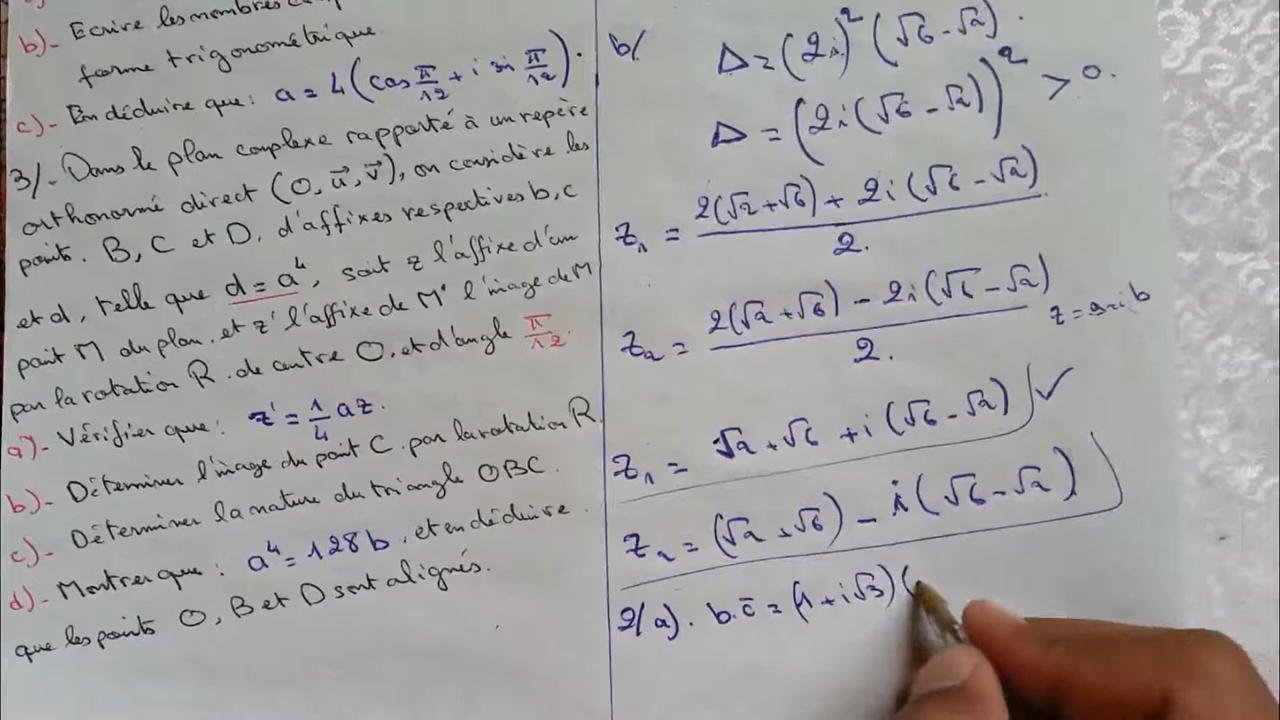 b)- Ecrire les nombres
forme trigonométrique
c)- En déduire que: a = 4(cos π/12 + i sin π/12).
3/- Dans le plan complexe rapporté à un repère
orthonormé direct (O, u⃗, v⃗), on considère les
points. B, C et D, d'affixes respectives b, c
et d, telle que d = a⁴, soit z l'affixe d'un
point M du plan. et z' l'affixe de M' l'image de M
par la rotation R. de centre O, et d'angle π/12.
a)- Vérifier que: z' = 1/4 az.
b)- Déterminer l'image du point C. par la rotation R.
c)- Déterminer la nature du triangle OBC.
d)- Montrer que: a⁴ = 128b. et en déduire
que les points O, B et D sont alignés.
b/ Δ = (2i)² (√6 - √2).
Δ = (2i(√6 - √2))² > 0.
z₁ = (2(√2 + √6) + 2i(√6 - √2))/2.
z₂ = (2(√2 + √6) - 2i(√6 - √2))/2.
z₁ = √2 + √6 + i(√6 - √2) ✓
z₂ = (√2 + √6) - i(√6 - √2)
2/ a). b.c̄ = (1 + i√3)(